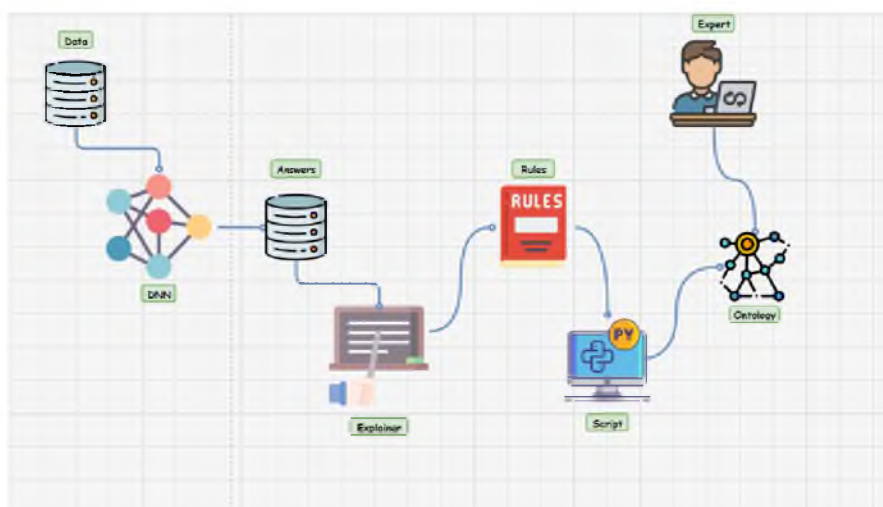 Expert
Data
Answers
Rules
RULES
DNN
Ontology
PY
Explainer
Script